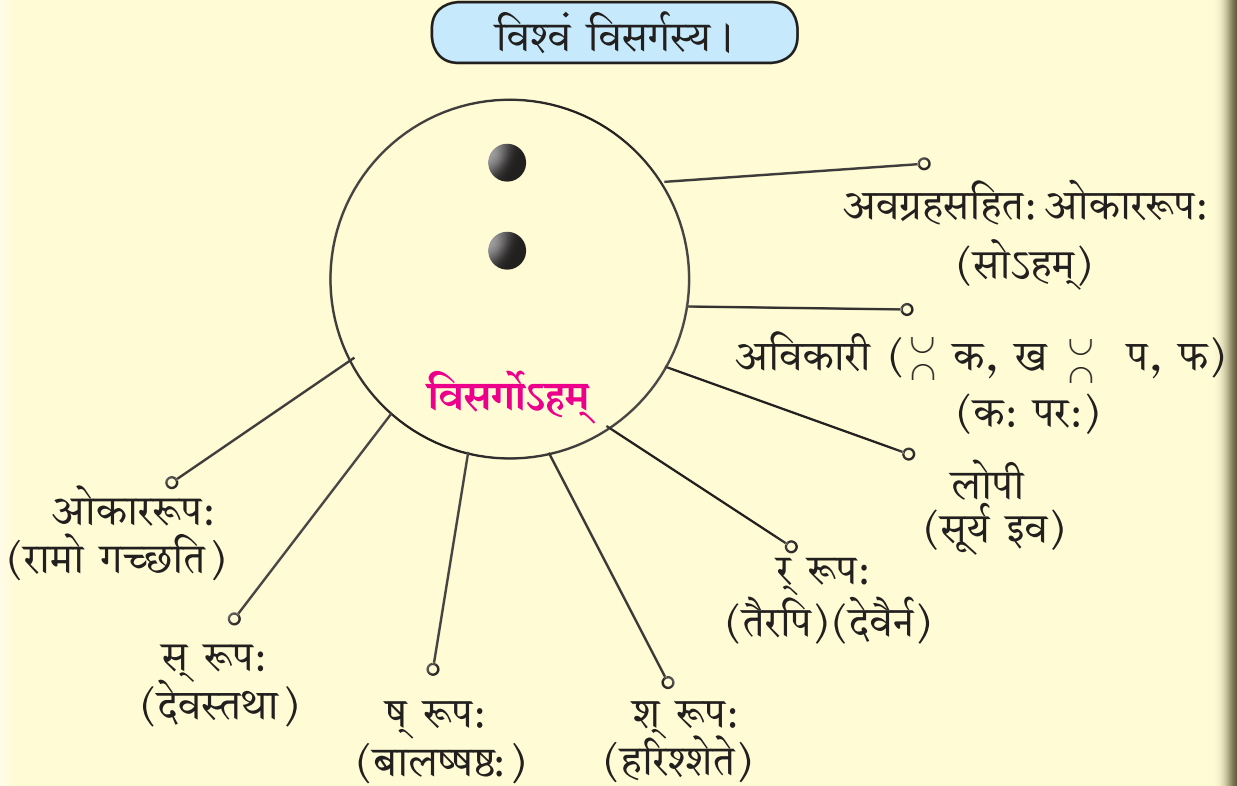 विश्वं विसर्गस्य ।
अवग्रहसहितः ओकाररूपः
(सोऽहम्)
अविकारी (ᳵ क, ख ᳶ प, फ)
(कः परः)
लोपी
(सूर्य इव)
र् रूपः
(तैरपि)(देवैर्न)
श् रूपः
(हरिश्शेते)
ष् रूपः
(बालष्षष्ठः)
स् रूपः
(देवस्तथा)
ओकाररूपः
(रामो गच्छति)
विसर्गोऽहम्